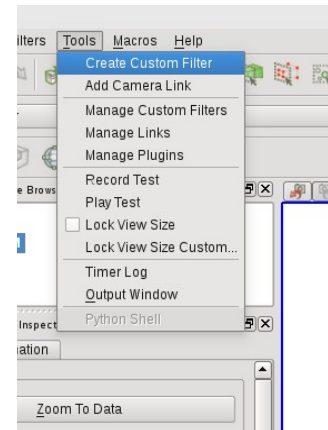 ilters Tools Macros Help
Create Custom Filter
Add Camera Link
Manage Custom Filters
Manage Links
Manage Plugins
e Brows
Record Test
Play Test
Lock View Size
Lock View Size Custom...
Timer Log
Output Window
Inspect
Python Shell
ation
Zoom To Data